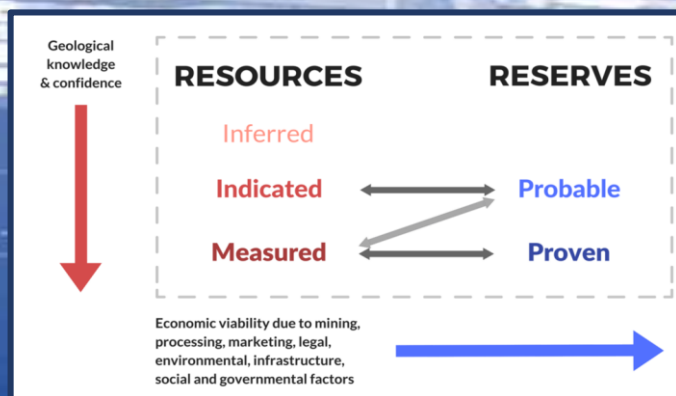 Geological
knowledge
& confidence
RESOURCES
RESERVES
Inferred
Indicated
Probable
Measured
Proven
Economic viability due to mining,
processing, marketing, legal,
environmental, infrastructure,
social and governmental factors